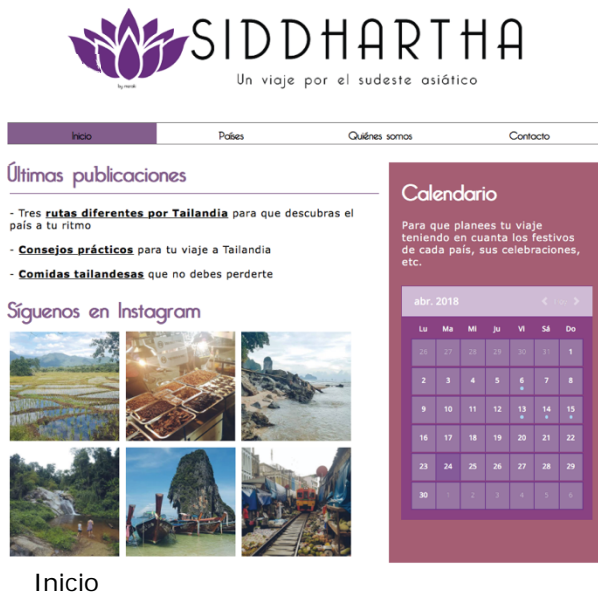 SIDDHARTHA
Un viaje por el sudeste asiático
Inicio
Países
Quiénes somos
Contacto
Últimas publicaciones
- Tres rutas diferentes por Tailandia para que descubras el
país a tu ritmo
- Consejos prácticos para tu viaje a Tailandia
- Comidas tailandesas que no debes perderte
Síguenos en Instagram
Calendario
Para que planees tu viaje
teniendo en cuanta los festivos
de cada país, sus celebraciones,
etc.
abr. 2018
Lu Ma Mi Ju Vi Sá Do
26 27 28 29 30 31 1
2 3 4 5 6 7 8
9 10 11 12 13 14 15
16 17 18 19 20 21 22
23 24 25 26 27 28 29
30 1 2 3 4 5 6
Inicio